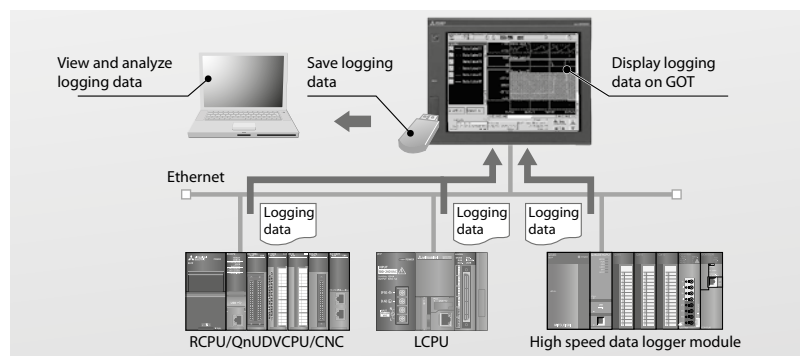 View and analyze
logging data
Save logging
data
Display logging
data on GOT
Ethernet
Logging
data
Logging
data
Logging
data
RCPU/QnUDVCPU/CNC
LCPU
High speed data logger module